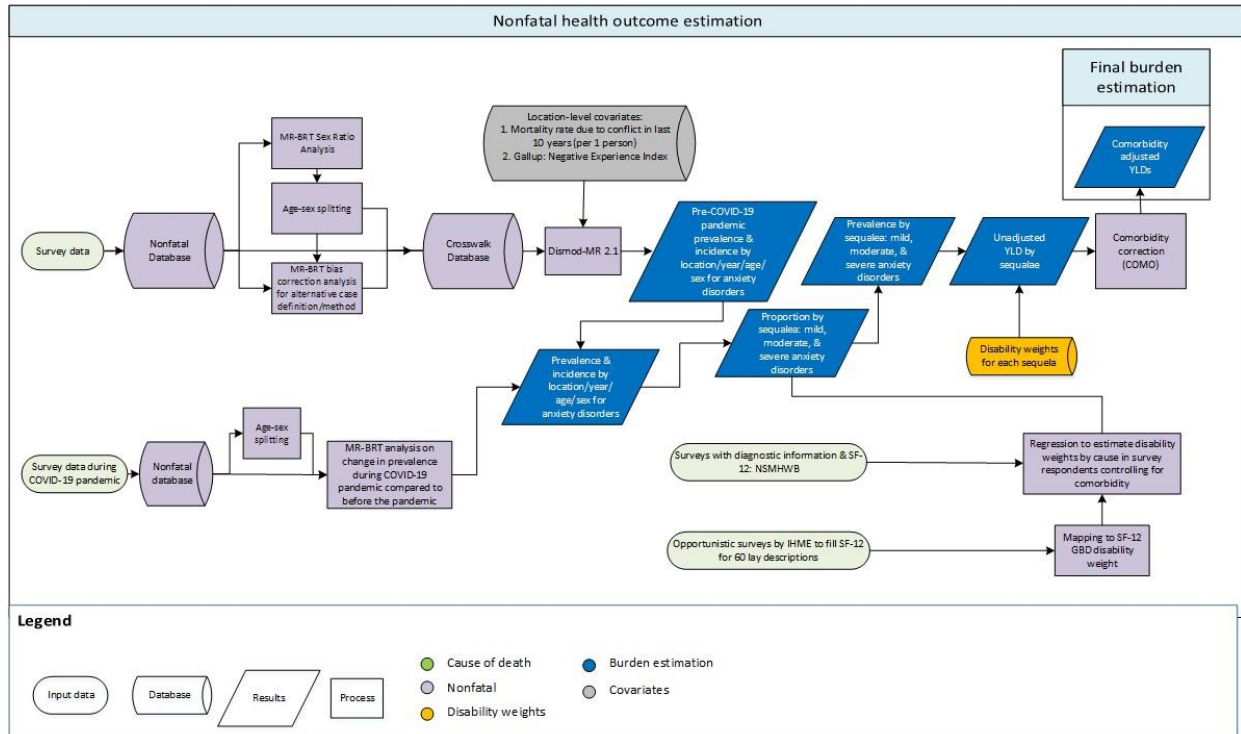 Nonfatal health outcome estimation
Final burden
estimation
Comorbidity
adjusted
YLDs
Location-level covariates:
1. Mortality rate due to conflict in last
10 years (per 1 person)
2. Gallup: Negative Experience Index
MR-BRT Sex Ratio
Analysis
Age-sex splitting
MR-BRT bias
correction analysis
for alternative case
definition/method
Survey data
Nonfatal
Database
Crosswalk
Database
Dismod-MR 2.1
Pre-COVID-19
pandemic
prevalence &
incidence by
location/year/age/
sex for anxiety
disorders
Prevalence by
sequelae: mild,
moderate, &
severe anxiety
disorders
Unadjusted
YLD by
sequalae
Comorbidity
correction
(COMO)
Disability weights
for each sequela
Proportion by
sequalea: mild,
moderate, &
severe anxiety
disorders
Prevalence &
incidence by
location/year/
age/sex for
anxiety disorders
Survey data during
COVID-19 pandemic
Nonfatal
database
Age-sex
splitting
MR-BRT analysis on
change in prevalence
during COVID-19
pandemic compared to
before the pandemic
Surveys with diagnostic information & SF-
12: NSMHWB
Regression to estimate disability
weights by cause in survey
respondents controlling for
comorbidity
Opportunistic surveys by IHME to fill SF-12
for 60 lay descriptions
Mapping to SF-12
GBD disability
weight
Legend
Input data
Database
Results
Process
Cause of death
Nonfatal
Disability weights
Burden estimation
Covariates